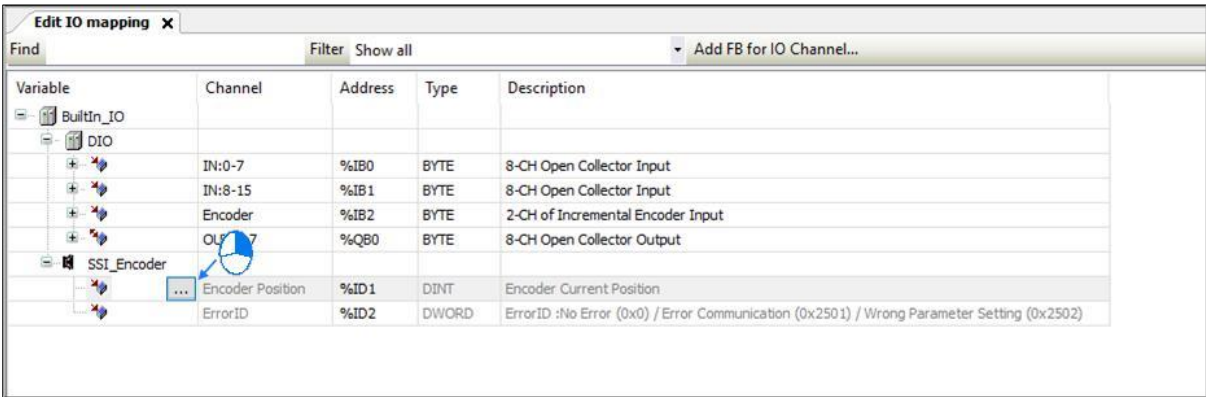 Edit IO mapping X
Find Filter Show all Add FB for IO Channel...
Variable Channel Address Type Description
BuiltIn_IO
DIO
IN:0-7 %IB0 BYTE 8-CH Open Collector Input
IN:8-15 %IB1 BYTE 8-CH Open Collector Input
Encoder %IB2 BYTE 2-CH of Incremental Encoder Input
%QB0 BYTE 8-CH Open Collector Output
SSI_Encoder
... Encoder Position %ID1 DINT Encoder Current Position
ErrorID %ID2 DWORD ErrorID :No Error (0x0) / Error Communication (0x2501) / Wrong Parameter Setting (0x2502)